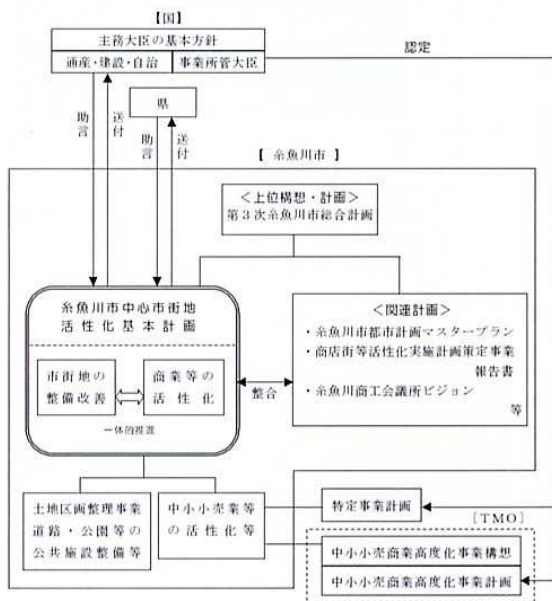 【国】
主務大臣の基本方針
通産・建設・自治
事業所管大臣
認定
県
助言
送付
助言
送付
【 糸魚川市 】
＜上位構想・計画＞
第３次糸魚川市総合計画
糸魚川市中心市街地
活性化基本計画
市街地の
整備改善
商業等の
活性化
一体的推進
整合
＜関連計画＞
・糸魚川市都市計画マスタープラン
・商店街等活性化実施計画策定事業
報告書
・糸魚川商工会議所ビジョン
等
土地区画整理事業
道路・公園等の
公共施設整備等
中小小売業等
の活性化
特定事業計画
［TMO］
中小小売商業高度化事業構想
中小小売商業高度化事業計画